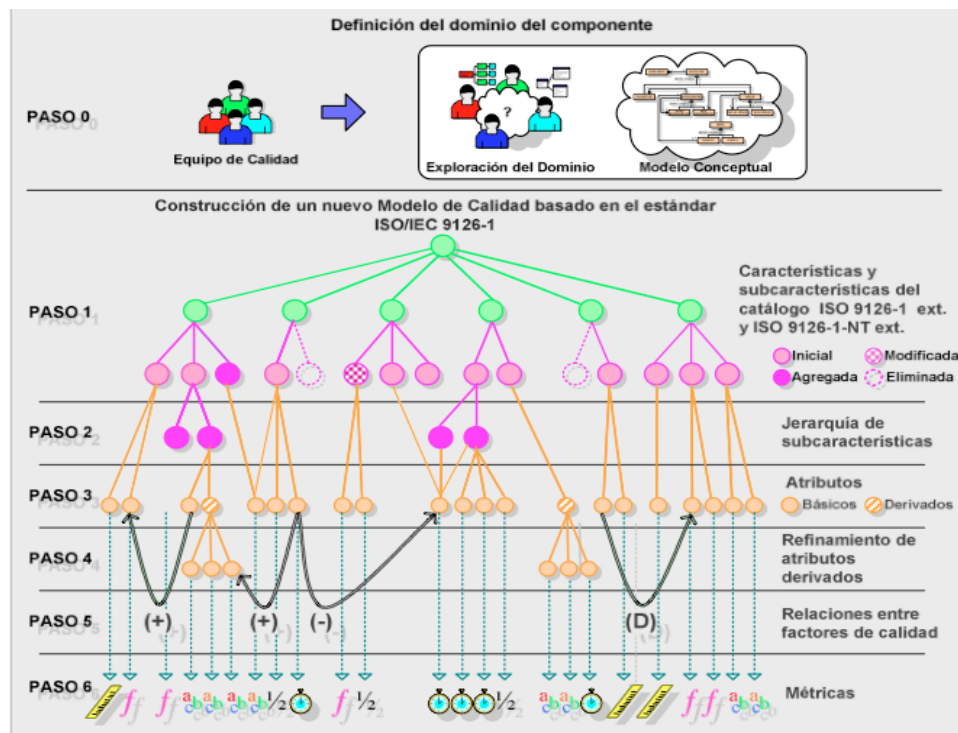 Definición del dominio del componente
PASO 0
?
Equipo de Calidad
Exploración del Dominio
Modelo Conceptual
Construcción de un nuevo Modelo de Calidad basado en el estándar
ISO/IEC 9126-1
PASO 1
Características y
subcaracterísticas del
catálogo ISO 9126-1 ext.
y ISO 9126-1-NT ext.
Inicial
Modificada
Agregada
Eliminada
PASO 2
Jerarquía de
subcaracterísticas
PASO 3
Atributos
Básicos
Derivados
PASO 4
Refinamiento de
atributos
derivados
PASO 5
(+)
(+)
(-)
(D)
Relaciones entre
factores de calidad
PASO 6
Métricas